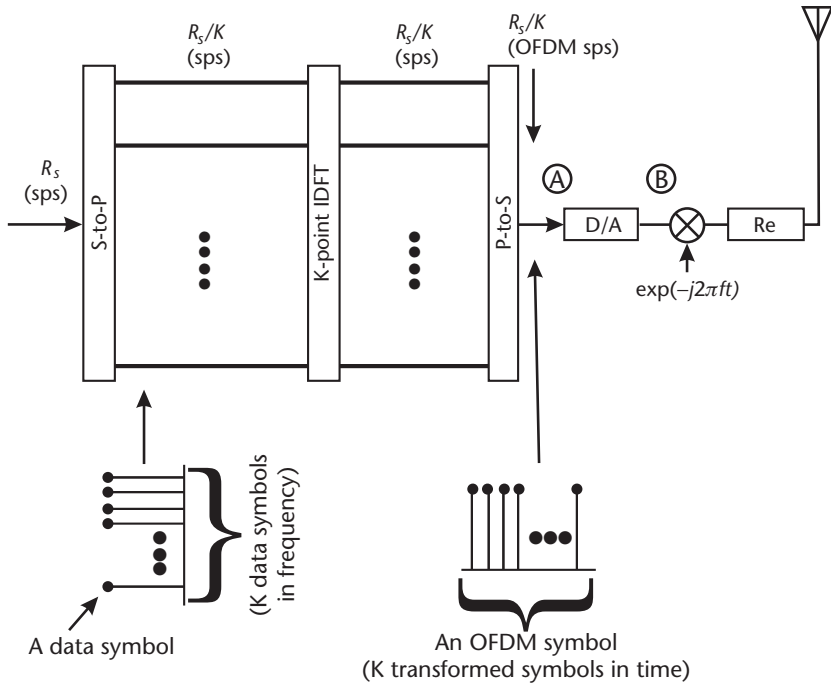 R_s/K
(sps)
R_s/K
(sps)
R_s/K
(OFDM sps)
R_s
(sps)
S-to-P
K-point IDFT
P-to-S
A
B
D/A
Re
exp(−j2πft)
(K data symbols
in frequency)
A data symbol
An OFDM symbol
(K transformed symbols in time)